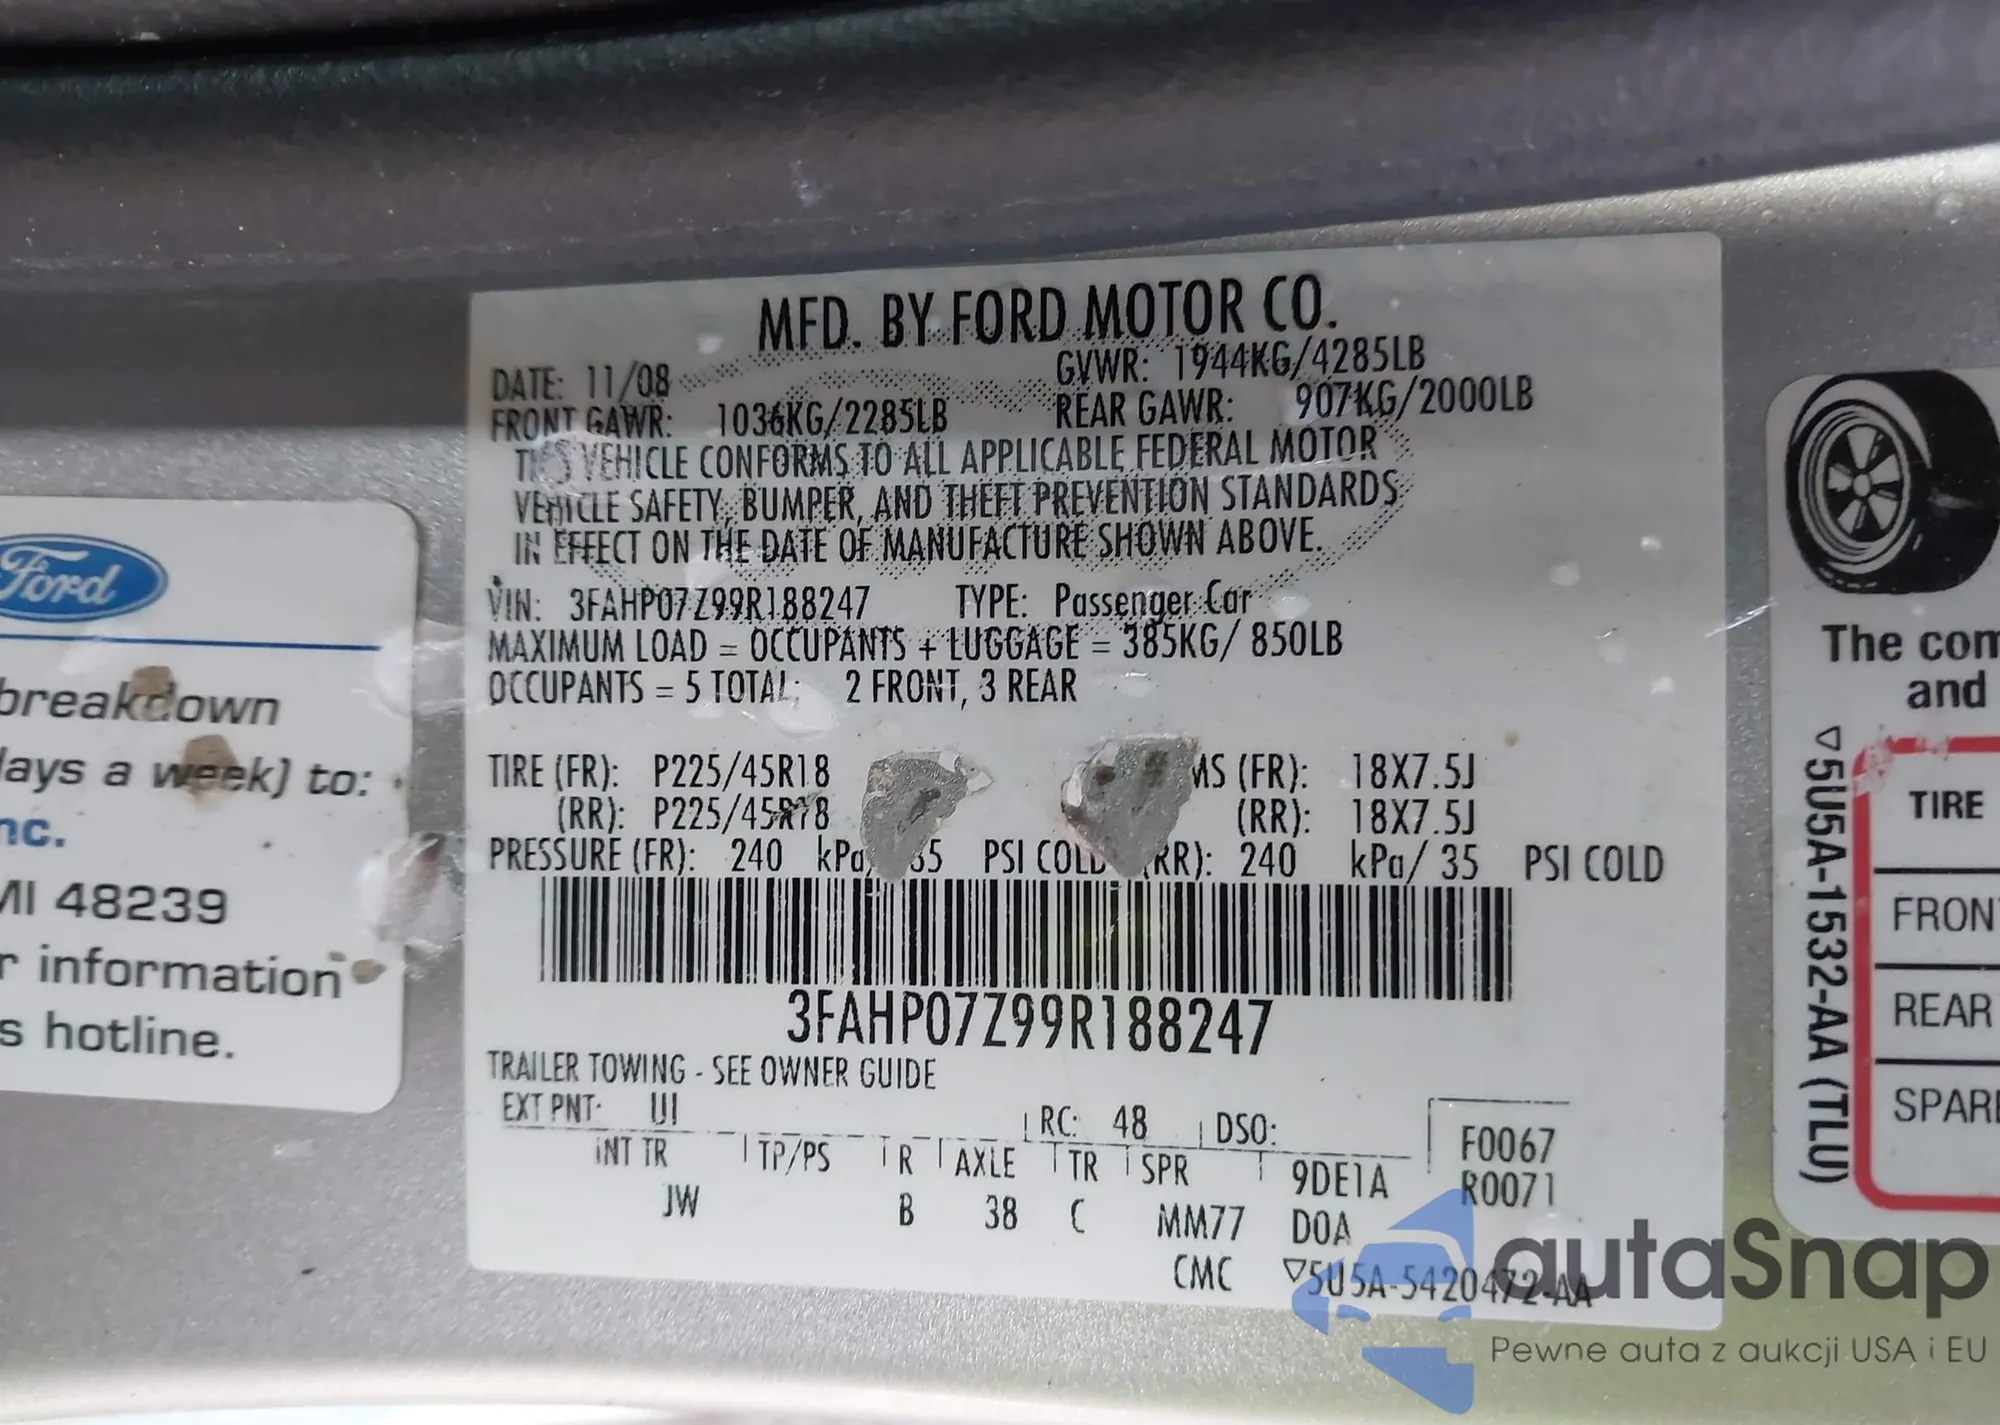 MFD. BY FORD MOTOR CO.
DATE: 11/08
GVWR: 1944KG/4285LB
FRONT GAWR: 1036KG/2285LB
REAR GAWR: 907KG/2000LB
THIS VEHICLE CONFORMS TO ALL APPLICABLE FEDERAL MOTOR
VEHICLE SAFETY, BUMPER, AND THEFT PREVENTION STANDARDS
IN EFFECT ON THE DATE OF MANUFACTURE SHOWN ABOVE.
VIN: 3FAHP07Z99R188247 TYPE: Passenger Car
MAXIMUM LOAD = OCCUPANTS + LUGGAGE = 385KG/ 850LB
OCCUPANTS = 5 TOTAL; 2 FRONT, 3 REAR
TIRE (FR): P225/45R18 MS (FR): 18X7.5J
(RR): P225/45R18 (RR): 18X7.5J
PRESSURE (FR): 240 kPa/ 35 PSI COLD (RR): 240 kPa/ 35 PSI COLD
3FAHP07Z99R188247
TRAILER TOWING - SEE OWNER GUIDE
EXT PNT: UI RC: 48 DSO:
F0067
R0071
INT TR TP/PS R AXLE TR SPR 9DE1A
JW B 38 C MM77 DOA
CMC ▽5U5A-5420472-AA
Ford
breakdown
days a week) to:
nc.
MI 48239
r information
s hotline.
The com
and
▽5U5A-1532-AA (TLU)
TIRE
FRONT
REAR
SPARE
autaSnap
Pewne auta z aukcji USA i EU